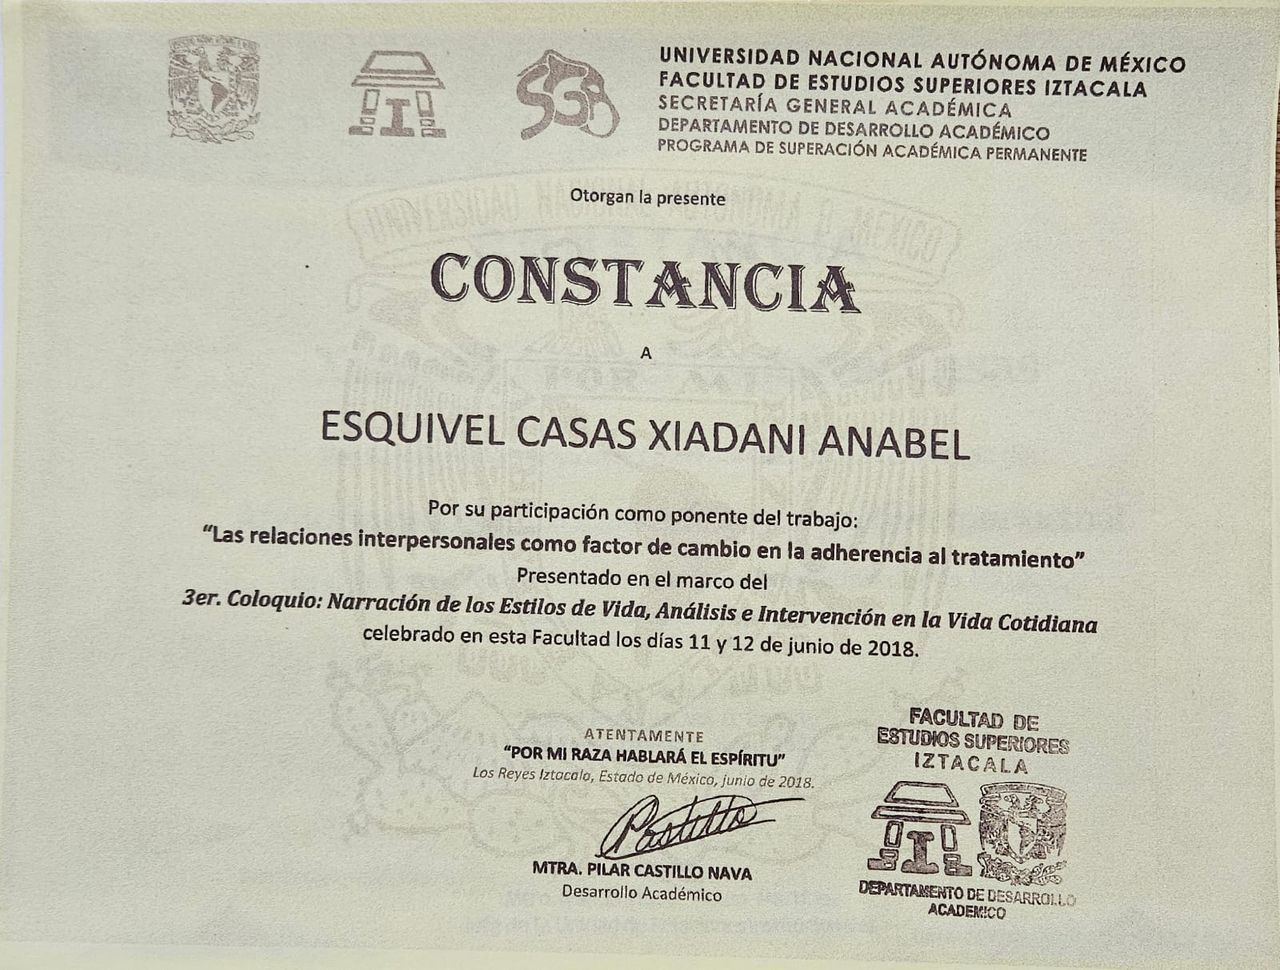 UNIVERSIDAD NACIONAL AUTÓNOMA DE MÉXICO
FACULTAD DE ESTUDIOS SUPERIORES IZTACALA
SECRETARÍA GENERAL ACADÉMICA
DEPARTAMENTO DE DESARROLLO ACADÉMICO
PROGRAMA DE SUPERACIÓN ACADÉMICA PERMANENTE
Otorgan la presente
CONSTANCIA
A
ESQUIVEL CASAS XIADANI ANABEL
Por su participación como ponente del trabajo:
“Las relaciones interpersonales como factor de cambio en la adherencia al tratamiento”
Presentado en el marco del
3er. Coloquio: Narración de los Estilos de Vida, Análisis e Intervención en la Vida Cotidiana
celebrado en esta Facultad los días 11 y 12 de junio de 2018.
ATENTAMENTE
“POR MI RAZA HABLARÁ EL ESPÍRITU”
Los Reyes Iztacala, Estado de México, junio de 2018.
MTRA. PILAR CASTILLO NAVA
Desarrollo Académico
FACULTAD DE
ESTUDIOS SUPERIORES
IZTACALA
DEPARTAMENTO DE DESARROLLO
ACADEMICO